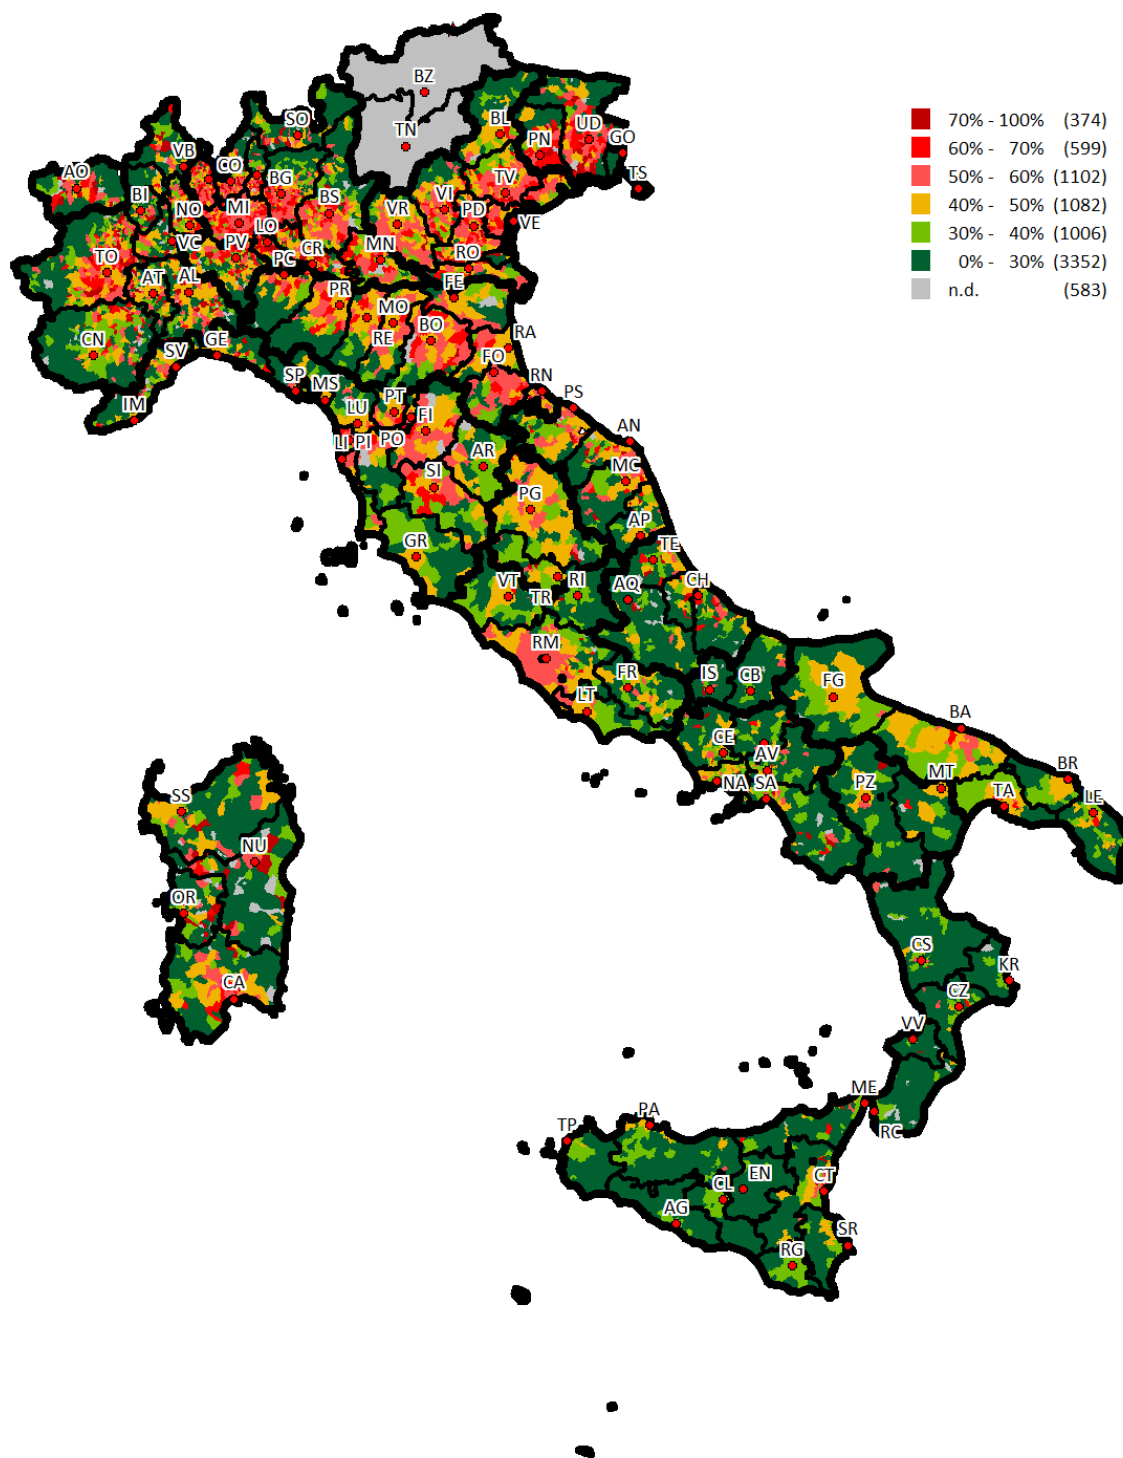 BZ
TN
SO
BL
UD
PN
GO
TS
VB
CO
AO
BG
BI
BS
TV
VI
NO
MI
VR
PD
VE
LO
VC
PV
CR
MN
RO
TO
PC
AT
AL
PR
FE
MO
BO
RA
CN
RE
SV
GE
FO
SP
MS
RN
PS
IM
LU
PT
FI
AN
LI
PI
PO
AR
MC
SI
PG
AP
GR
TE
VT
TR
RI
AQ
CH
RM
FR
IS
CB
FG
LT
BA
CE
AV
NA
SA
PZ
MT
BR
TA
LE
SS
NU
OR
CA
CS
KR
CZ
VV
ME
RC
TP
PA
EN
CT
CL
AG
SR
RG
70% - 100% (374)
60% - 70% (599)
50% - 60% (1102)
40% - 50% (1082)
30% - 40% (1006)
0% - 30% (3352)
n.d. (583)